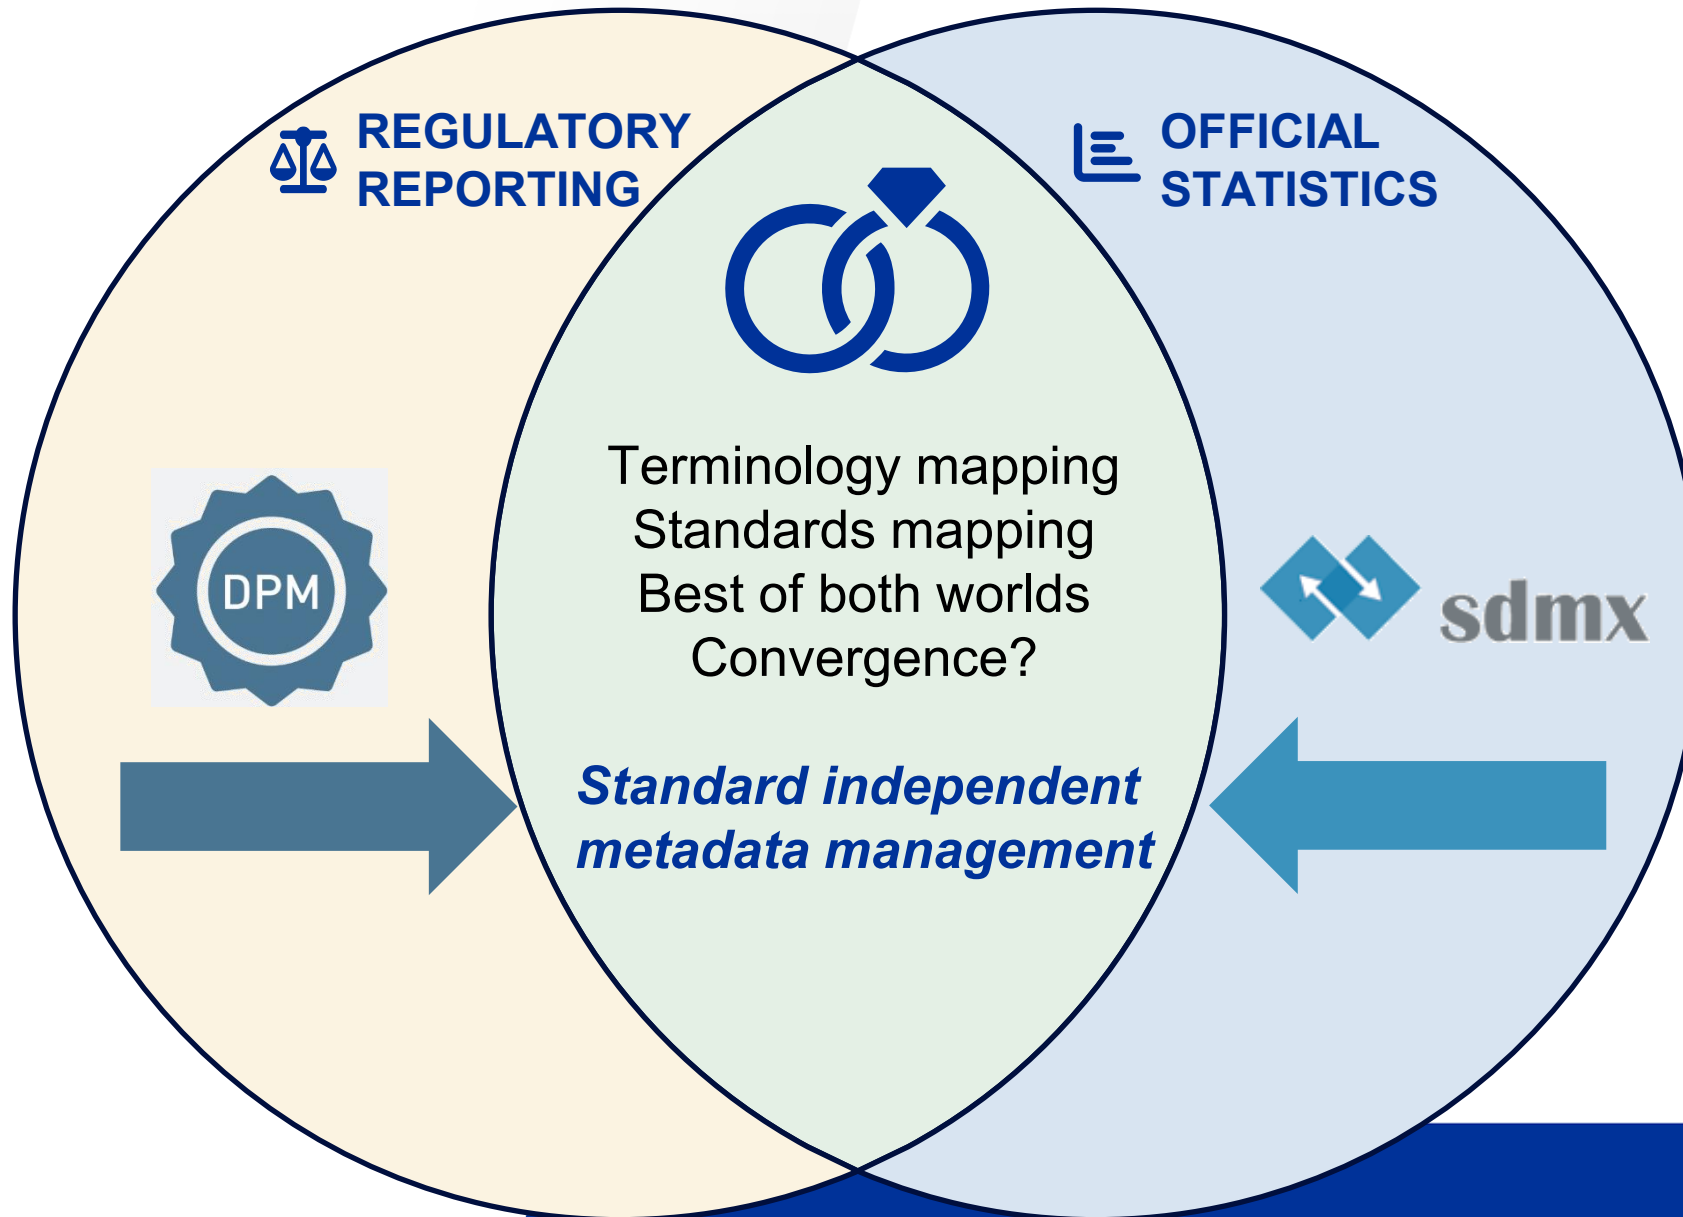 REGULATORY
REPORTING
OFFICIAL
STATISTICS
Terminology mapping
Standards mapping
Best of both worlds
Convergence?
DPM
sdmx
Standard independent
metadata management